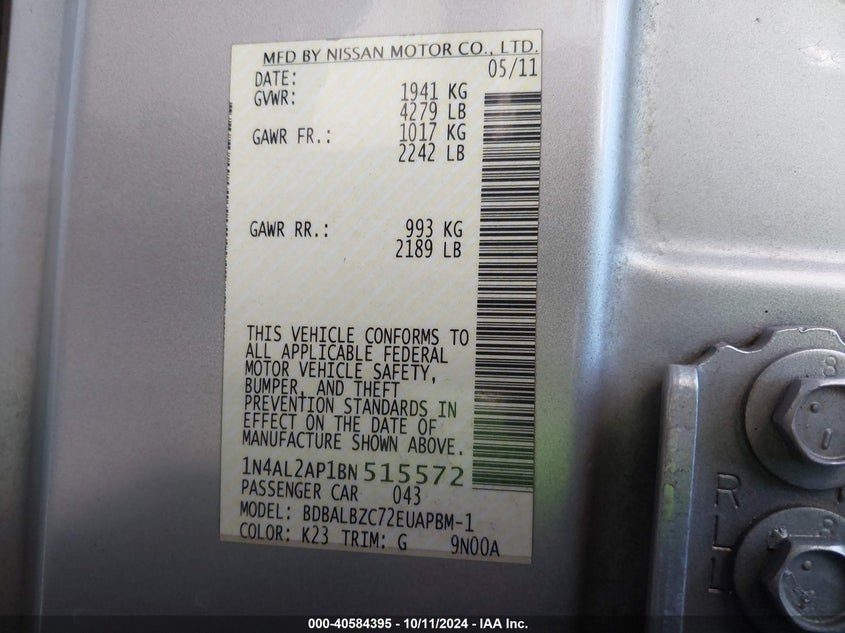 MFD BY NISSAN MOTOR CO., LTD.
DATE: 05/11
GVWR: 1941 KG
4279 LB
GAWR FR.: 1017 KG
2242 LB
GAWR RR.: 993 KG
2189 LB
THIS VEHICLE CONFORMS TO
ALL APPLICABLE FEDERAL
MOTOR VEHICLE SAFETY,
BUMPER, AND THEFT
PREVENTION STANDARDS IN
EFFECT ON THE DATE OF
MANUFACTURE SHOWN ABOVE.
1N4AL2AP1BN515572
PASSENGER CAR 043
MODEL: BDBALBZC72EUAPBM-1
COLOR: K23 TRIM: G 9N00A
8
RLL
000-40584395 - 10/11/2024 - IAA Inc.